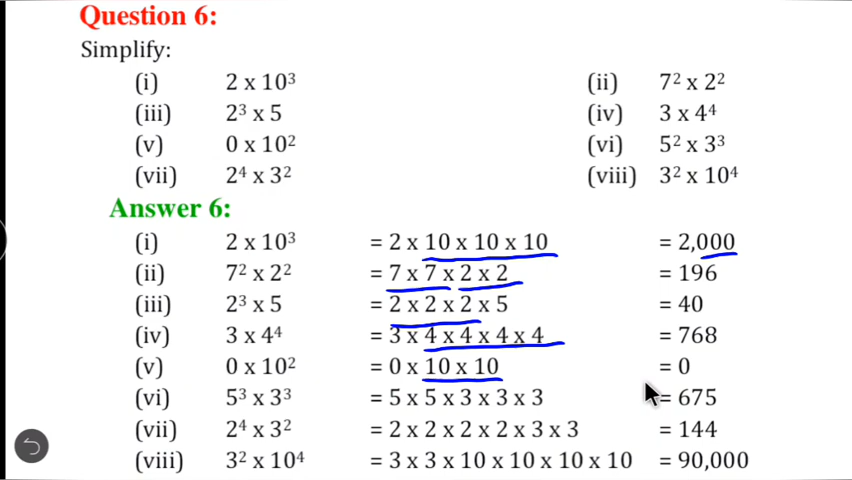 Question 6:
Simplify:
(i) 2 x 10³ (ii) 7² x 2²
(iii) 2³ x 5 (iv) 3 x 4⁴
(v) 0 x 10² (vi) 5² x 3³
(vii) 2⁴ x 3² (viii) 3² x 10⁴
Answer 6:
(i) 2 x 10³ = 2 x 10 x 10 x 10 = 2,000
(ii) 7² x 2² = 7 x 7 x 2 x 2 = 196
(iii) 2³ x 5 = 2 x 2 x 2 x 5 = 40
(iv) 3 x 4⁴ = 3 x 4 x 4 x 4 x 4 = 768
(v) 0 x 10² = 0 x 10 x 10 = 0
(vi) 5³ x 3³ = 5 x 5 x 3 x 3 x 3 = 675
(vii) 2⁴ x 3² = 2 x 2 x 2 x 2 x 3 x 3 = 144
(viii) 3² x 10⁴ = 3 x 3 x 10 x 10 x 10 x 10 = 90,000